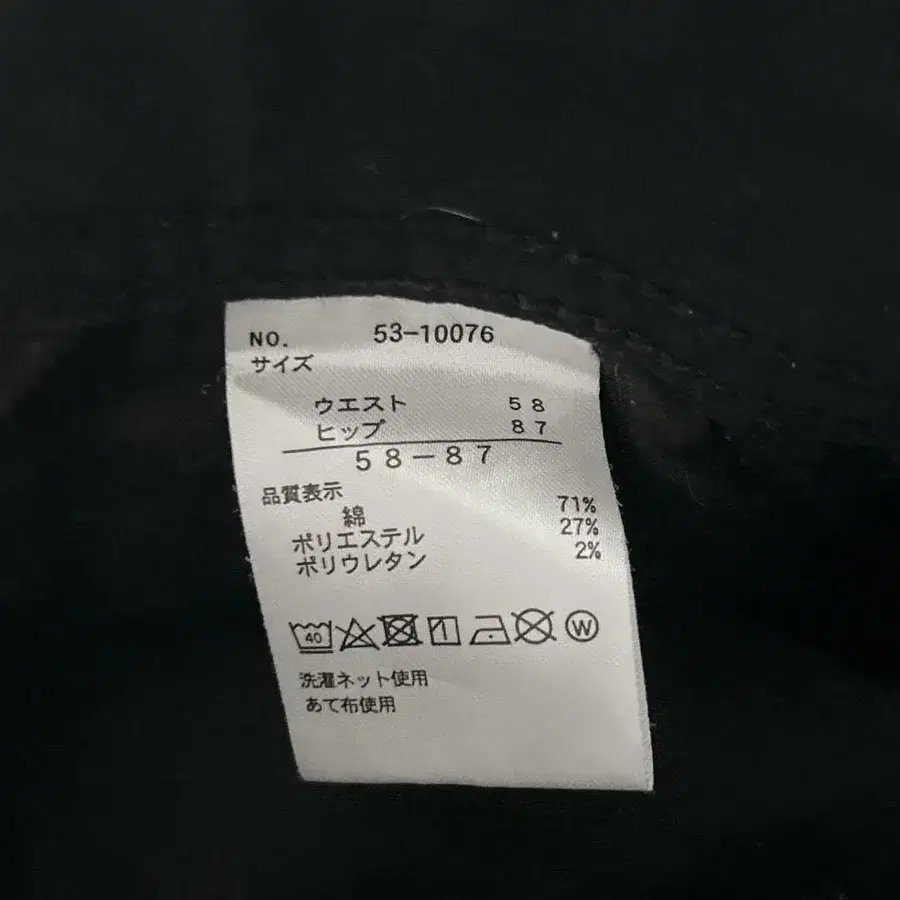 NO. 53-10076
サイズ
ウエスト 58
ヒップ 87
58-87
品質表示
綿 71%
ポリエステル 27%
ポリウレタン 2%
40 W
洗濯ネット使用
あて布使用